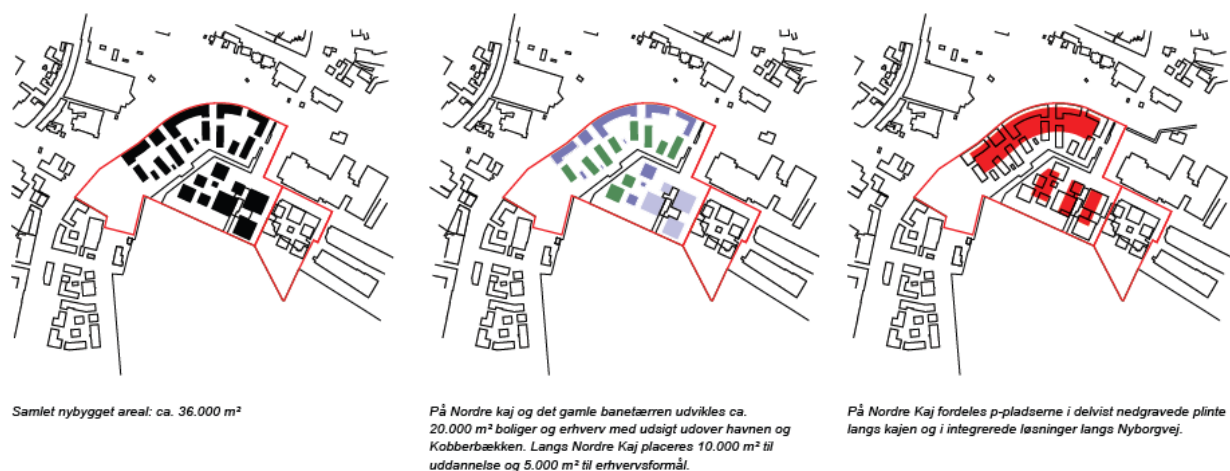 Samlet nybygget areal: ca. 36.000 m²
På Nordre kaj og det gamle banetærren udvikles ca.
20.000 m² boliger og erhverv med udsigt udover havnen og
Kobberbækken. Langs Nordre Kaj placeres 10.000 m² til
uddannelse og 5.000 m² til erhvervsformål.
På Nordre Kaj fordeles p-pladserne i delvist nedgravede plinte
langs kajen og i integrerede løsninger langs Nyborgvej.